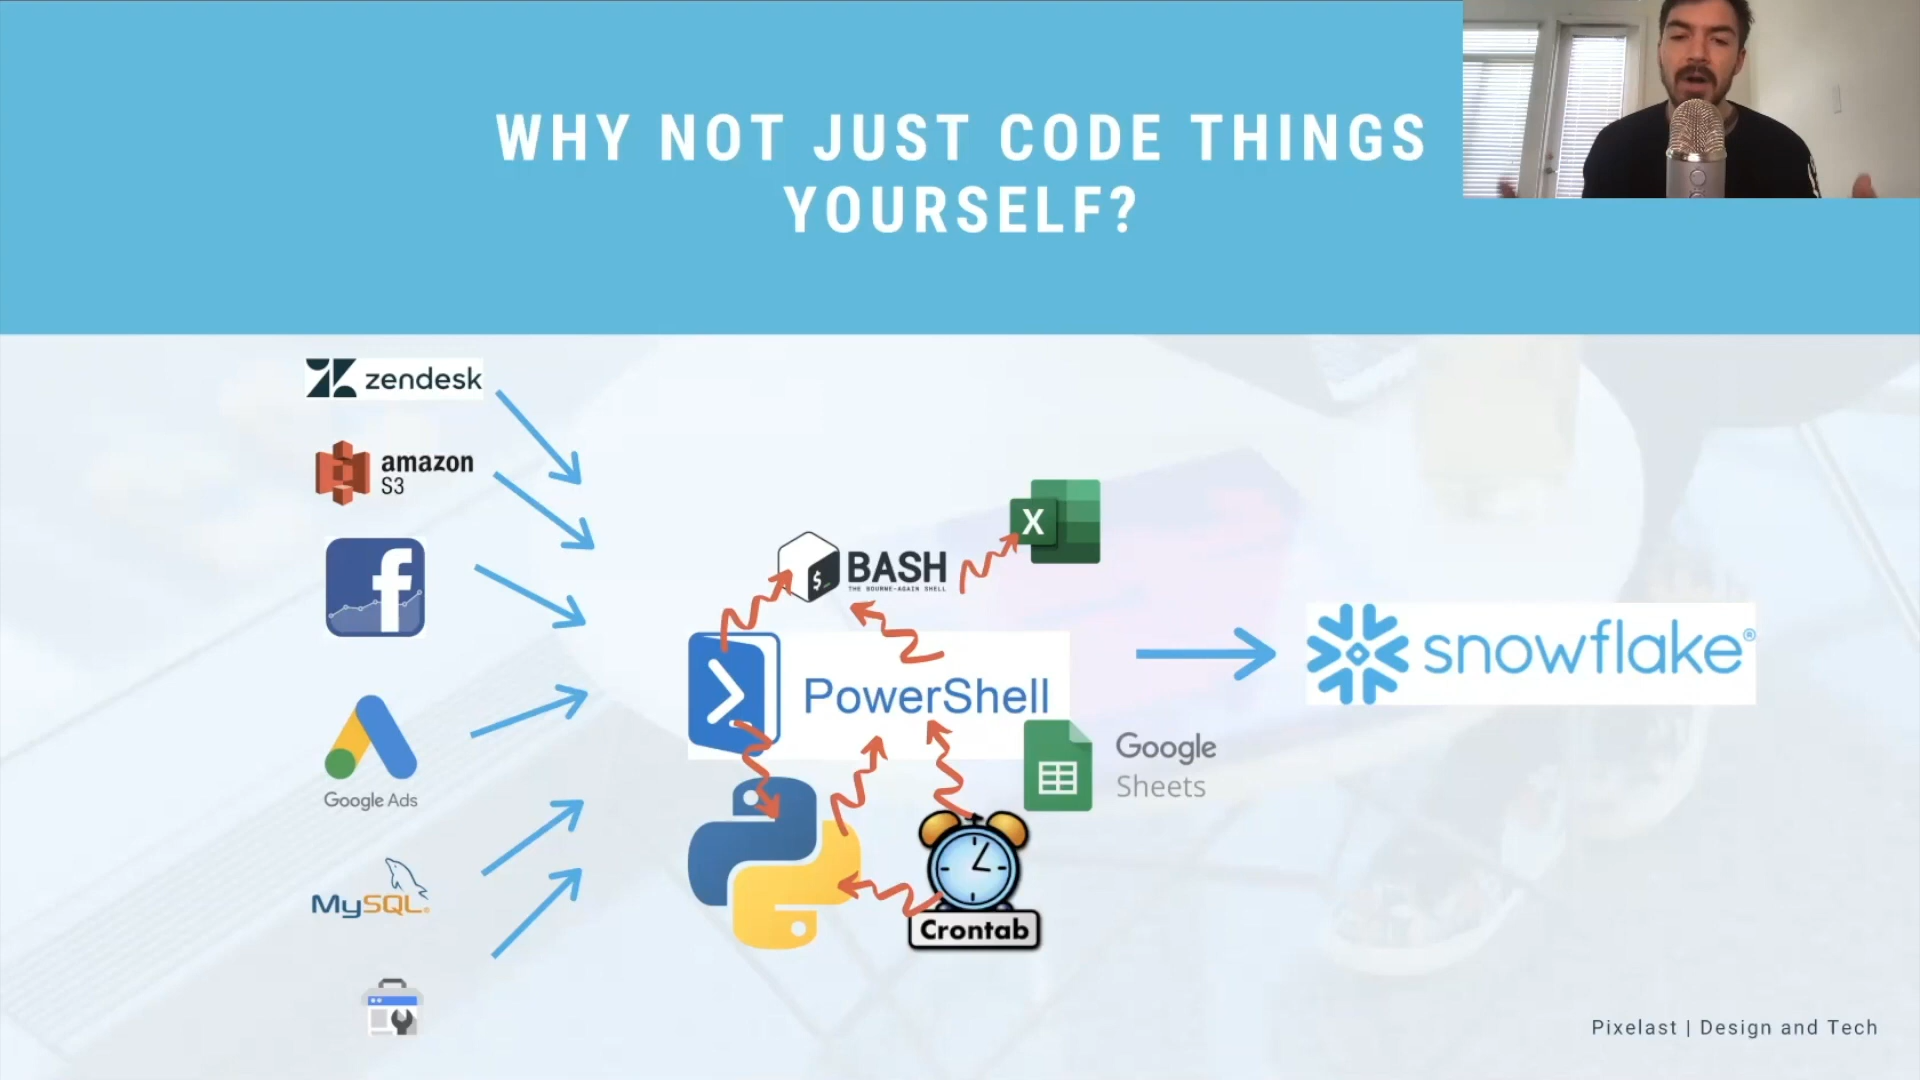 WHY NOT JUST CODE THINGS
YOURSELF?
zendesk
amazon
S3
f
Google Ads
MySQL®
$_
BASH
THE BOURNE-AGAIN SHELL
X
PowerShell
Google
Sheets
Crontab
snowflake®
Pixelast | Design and Tech